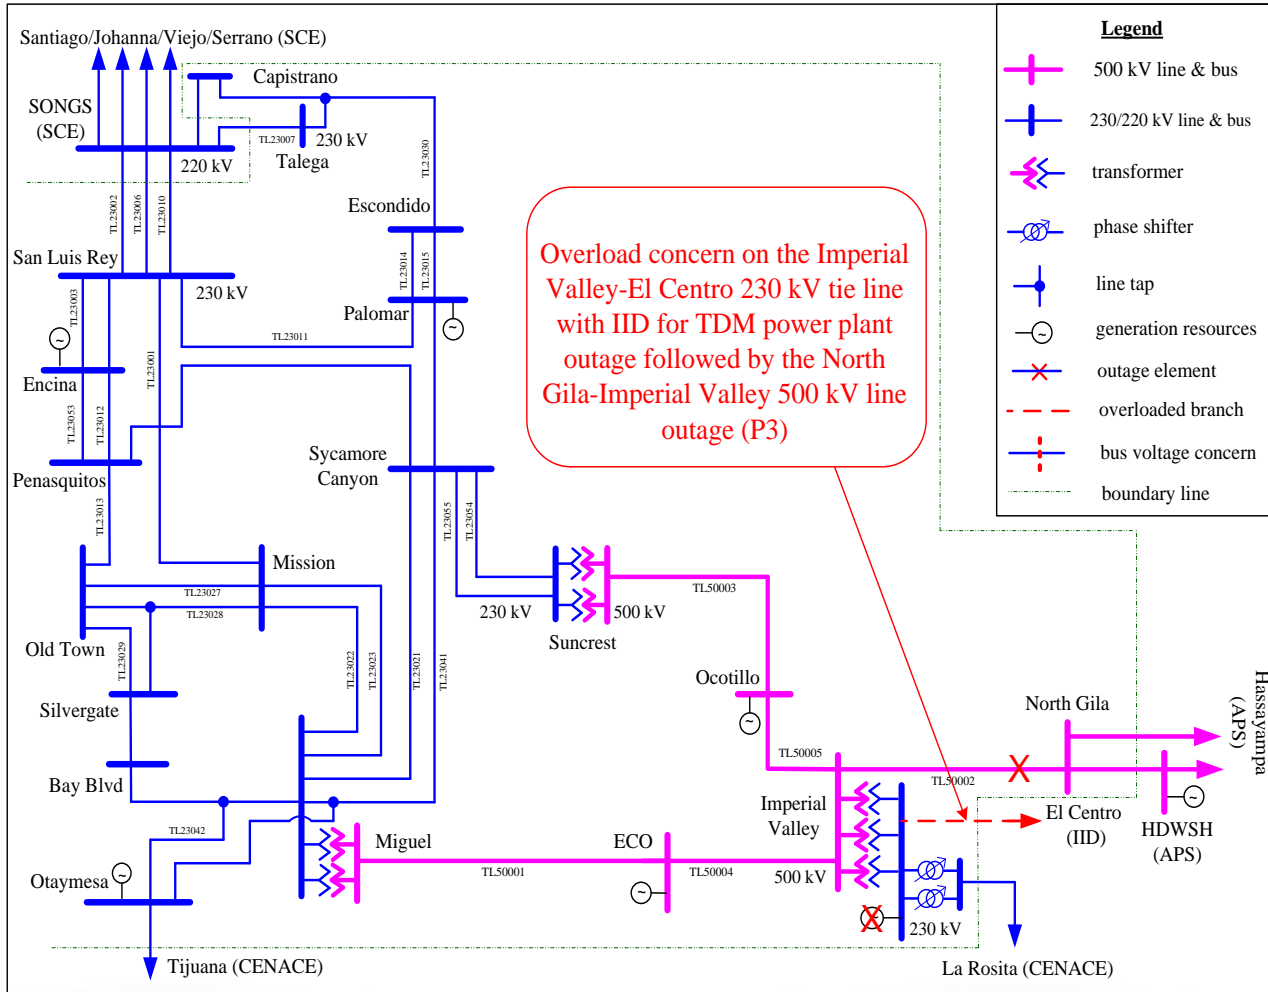 Santiago/Johanna/Viejo/Serrano (SCE)
Capistrano
SONGS
(SCE)
TL23007
230 kV
220 kV
Talega
TL23002
TL23006
TL23010
TL23030
Escondido
San Luis Rey
TL23014
TL23015
230 kV
TL23003
Palomar
TL23011
TL23001
Encina
TL23053
TL23012
Penasquitos
Sycamore
Canyon
TL23013
TL23055
TL23054
Mission
TL23027
TL23028
230 kV
500 kV
Suncrest
TL50003
Old Town
TL23029
TL23022
TL23023
TL23021
TL23041
Silvergate
Ocotillo
North Gila
Hassayampa
(APS)
Bay Blvd
TL50005
TL50002
Imperial
Valley
El Centro
(IID)
HDWSH
(APS)
TL23042
Miguel
ECO
TL50001
TL50004
500 kV
Otaymesa
230 kV
Tijuana (CENACE)
La Rosita (CENACE)
Overload concern on the Imperial
Valley-El Centro 230 kV tie line
with IID for TDM power plant
outage followed by the North
Gila-Imperial Valley 500 kV line
outage (P3)
Legend
500 kV line & bus
230/220 kV line & bus
transformer
phase shifter
line tap
generation resources
outage element
overloaded branch
bus voltage concern
boundary line